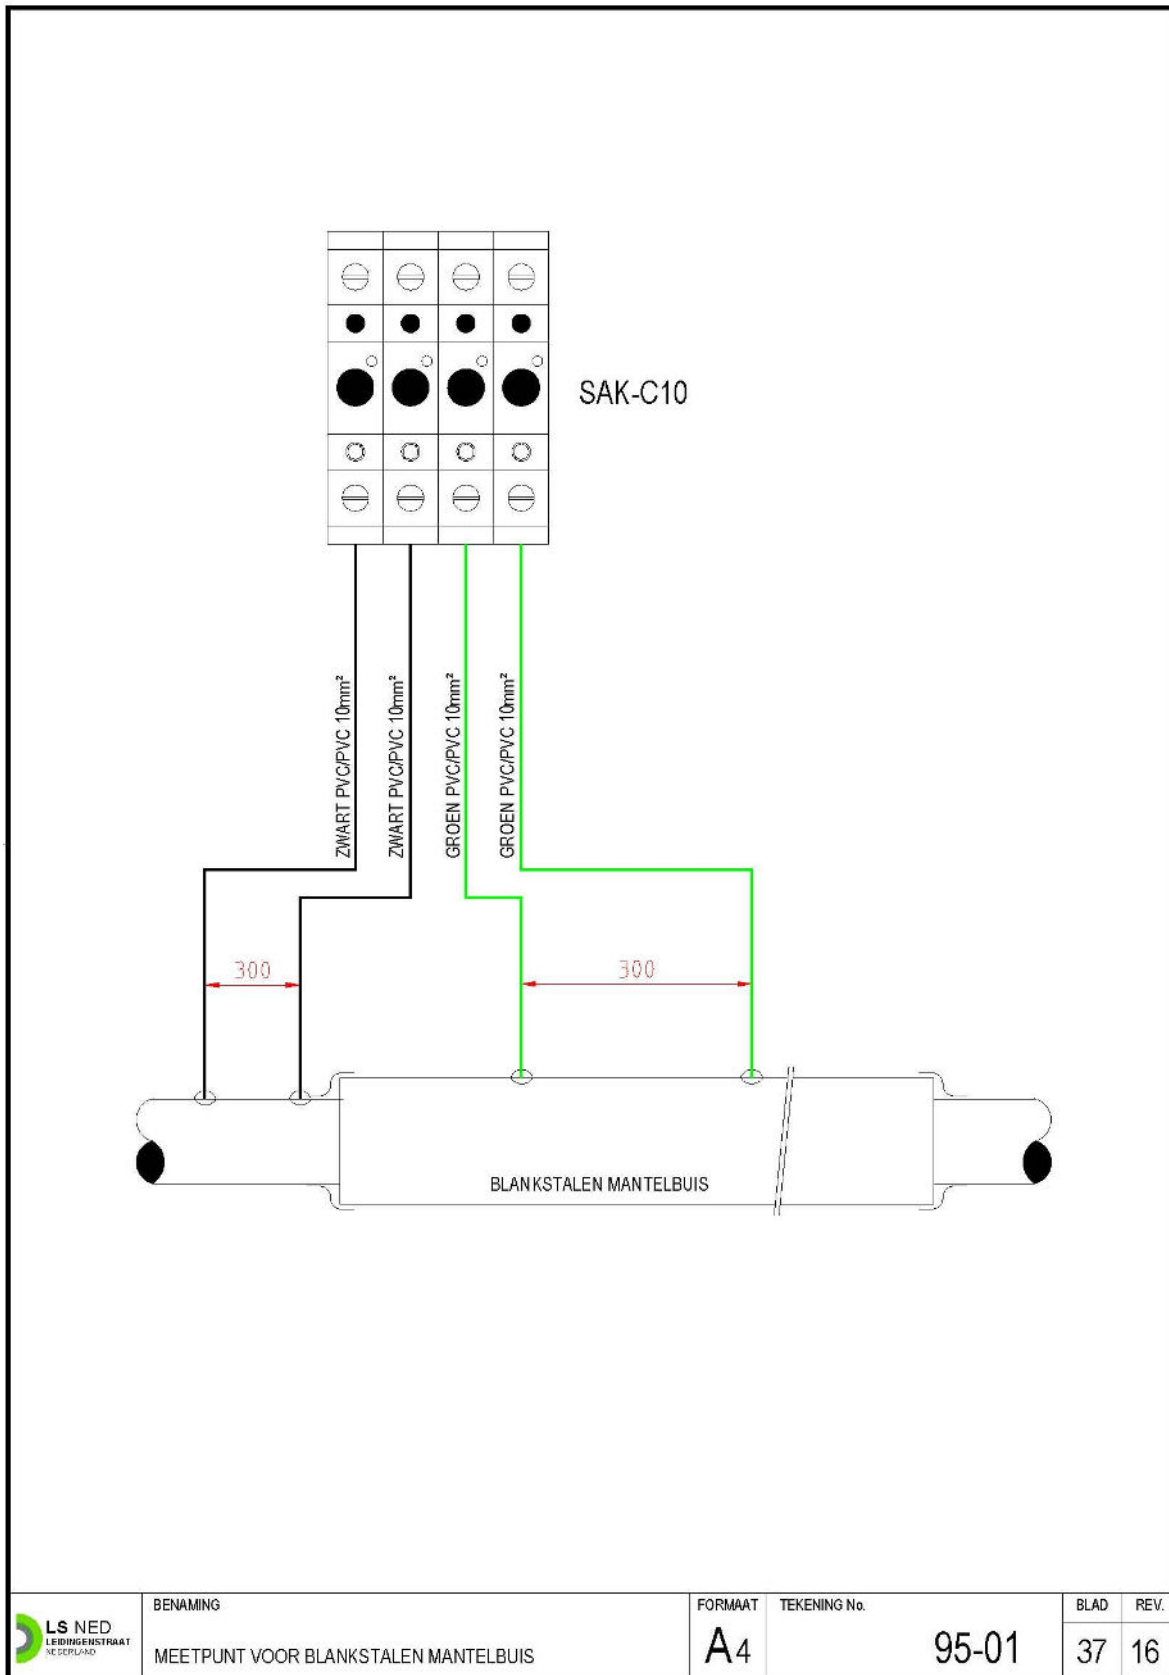 SAK-C10
ZWART PVC/PVC 10mm²
ZWART PVC/PVC 10mm²
GROEN PVC/PVC 10mm²
GROEN PVC/PVC 10mm²
300
300
BLANKSTALEN MANTELBUIS
LS NED
LEIDINGENSTRAAT
NEDERLAND
BENAMING
MEETPUNT VOOR BLANKSTALEN MANTELBUIS
FORMAAT
A4
TEKENING No.
95-01
BLAD
37
REV.
16